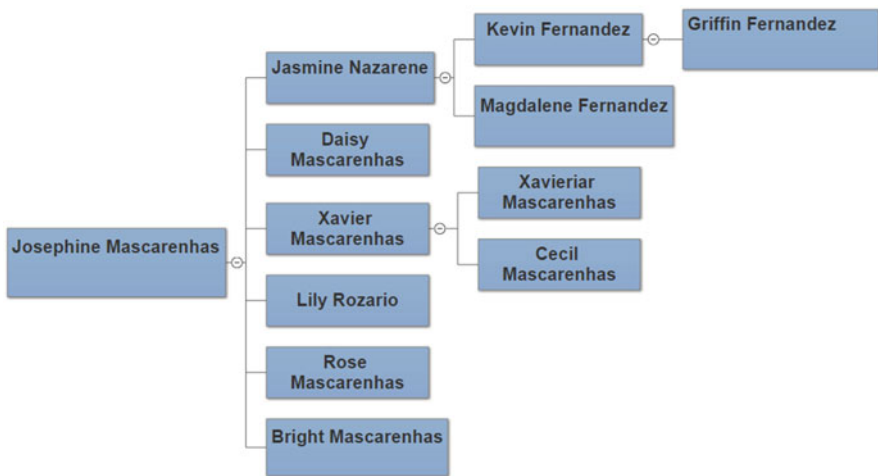 Kevin Fernandez
Griffin Fernandez
Jasmine Nazarene
Magdalene Fernandez
Daisy
Mascarenhas
Xavieriar
Mascarenhas
Xavier
Mascarenhas
Josephine Mascarenhas
Cecil
Mascarenhas
Lily Rozario
Rose
Mascarenhas
Bright Mascarenhas